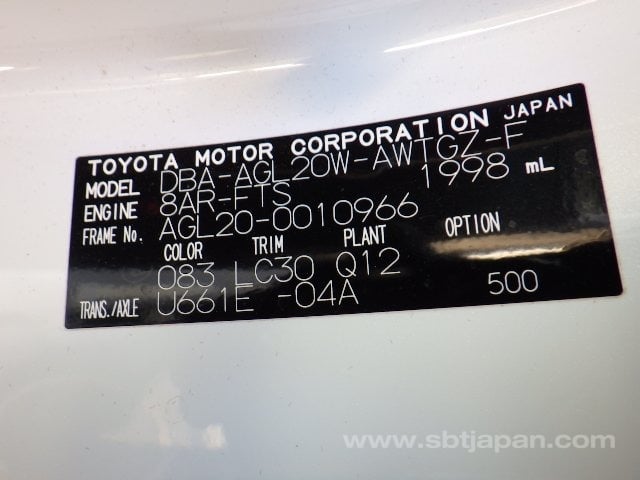 TOYOTA MOTOR CORPORATION JAPAN
MODEL DBA-AGL20W-AWTGZ-F
ENGINE 8AR-FTS 1998 mL
FRAME No. AGL20-0010966
COLOR TRIM PLANT OPTION
083 LC30 Q12
TRANS./AXLE U661E -04A 500
www.sbtjapan.com